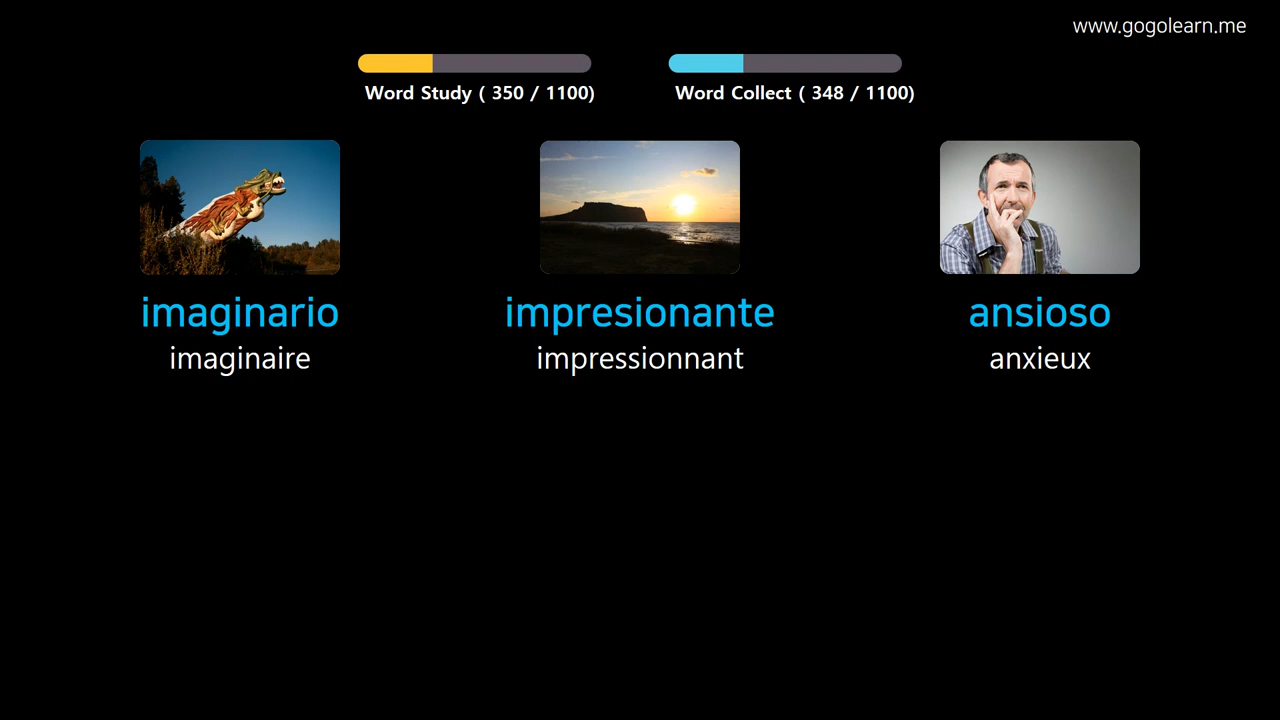 www.gogolearn.me
Word Study ( 350 / 1100)
Word Collect ( 348 / 1100)
imaginario
imaginaire
impresionante
impressionnant
ansioso
anxieux